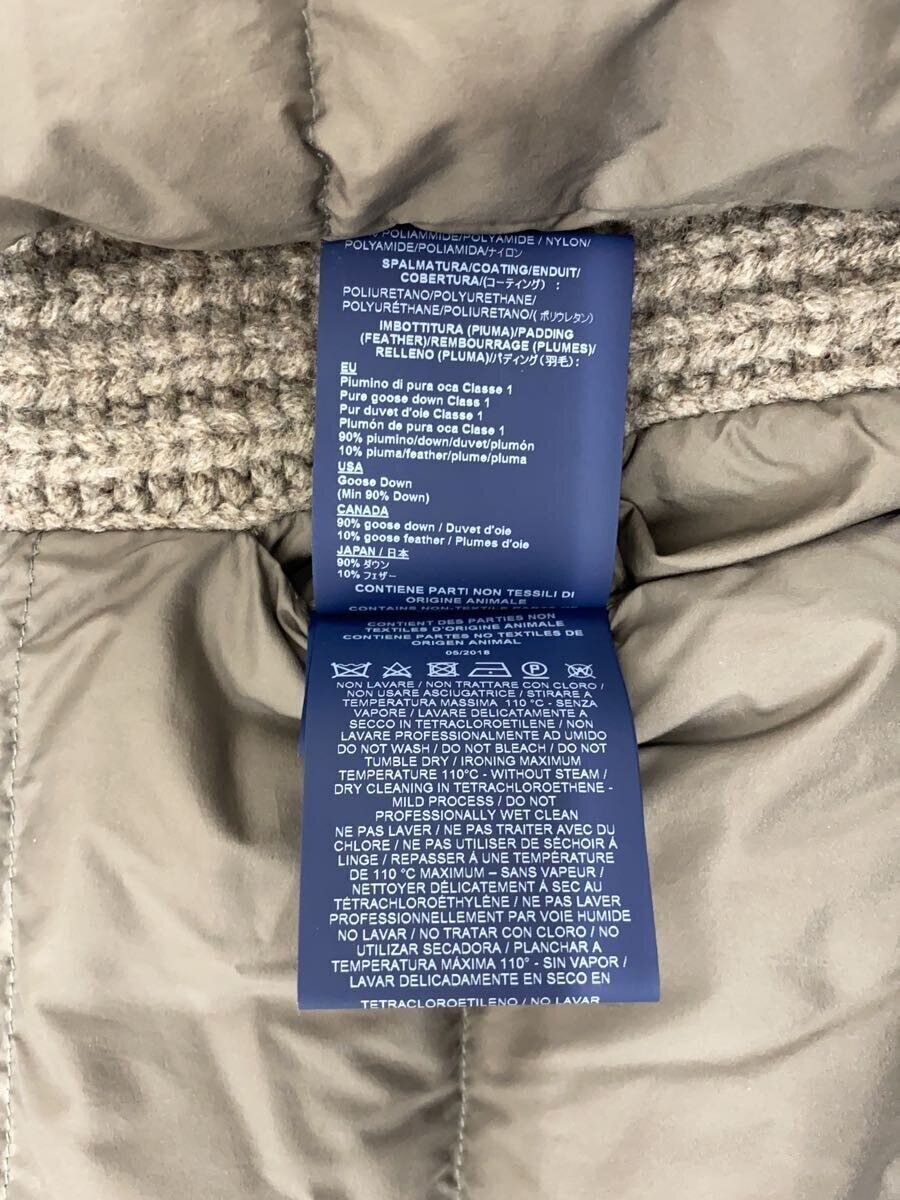 POLIAMMIDE/POLYAMIDE / NYLON/
POLYAMIDE/POLIAMIDA/ナイロン
SPALMATURA/COATING/ENDUIT/
COBERTURA/(コーティング) :
POLIURETANO/POLYURETHANE/
POLYURÉTHANE/POLIURETANO/( ポリウレタン)
IMBOTTITURA (PIUMA)/PADDING
(FEATHER)/REMBOURRAGE (PLUMES)/
RELLENO (PLUMA)/パディング (羽毛) :
EU
Piumino di pura oca Classe 1
Pure goose down Class 1
Pur duvet d'oie Classe 1
Plumón de pura oca Clase 1
90% piumino/down/duvet/plumón
10% piuma/feather/plume/pluma
USA
Goose Down
(Min 90% Down)
CANADA
90% goose down / Duvet d'oie
10% goose feather / Plumes d'oie
JAPAN / 日本
90% ダウン
10% フェザー
CONTIENE PARTI NON TESSILI DI
ORIGINE ANIMALE
CONTAINS NON-TEXTILE PARTS OF
CONTIENT DES PARTIES NON
TEXTILES D'ORIGINE ANIMALE
CONTIENE PARTES NO TEXTILES DE
ORIGEN ANIMAL
05/2018
NON LAVARE / NON TRATTARE CON CLORO /
NON USARE ASCIUGATRICE / STIRARE A
TEMPERATURA MASSIMA 110 °C - SENZA
VAPORE / LAVARE DELICATAMENTE A
SECCO IN TETRACLOROETILENE / NON
LAVARE PROFESSIONALMENTE AD UMIDO
DO NOT WASH / DO NOT BLEACH / DO NOT
TUMBLE DRY / IRONING MAXIMUM
TEMPERATURE 110°C - WITHOUT STEAM /
DRY CLEANING IN TETRACHLOROETHENE -
MILD PROCESS / DO NOT
PROFESSIONALLY WET CLEAN
NE PAS LAVER / NE PAS TRAITER AVEC DU
CHLORE / NE PAS UTILISER DE SÉCHOIR À
LINGE / REPASSER À UNE TEMPÉRATURE
DE 110 °C MAXIMUM – SANS VAPEUR /
NETTOYER DÉLICATEMENT À SEC AU
TÉTRACHLOROÉTHYLÈNE / NE PAS LAVER
PROFESSIONNELLEMENT PAR VOIE HUMIDE
NO LAVAR / NO TRATAR CON CLORO / NO
UTILIZAR SECADORA / PLANCHAR A
TEMPERATURA MÁXIMA 110° - SIN VAPOR /
LAVAR DELICADAMENTE EN SECO EN
TETRACLOROETILENO / NO LAVAR